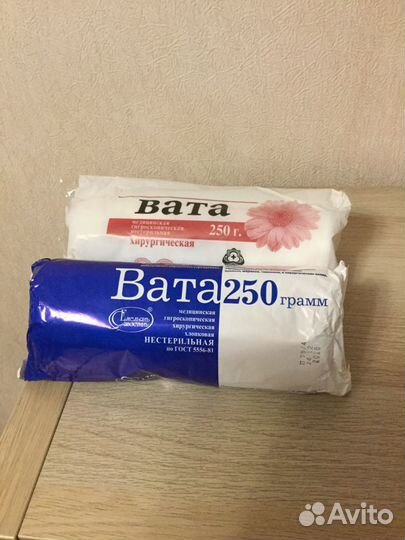 вата
медицинская
гигроскопическая
нестерильная
хирургическая
250 г.
Вата250 грамм
медицинская
гигроскопическая
хирургическая
хлопковая
НЕСТЕРИЛЬНАЯ
по ГОСТ 5556-81
Avito